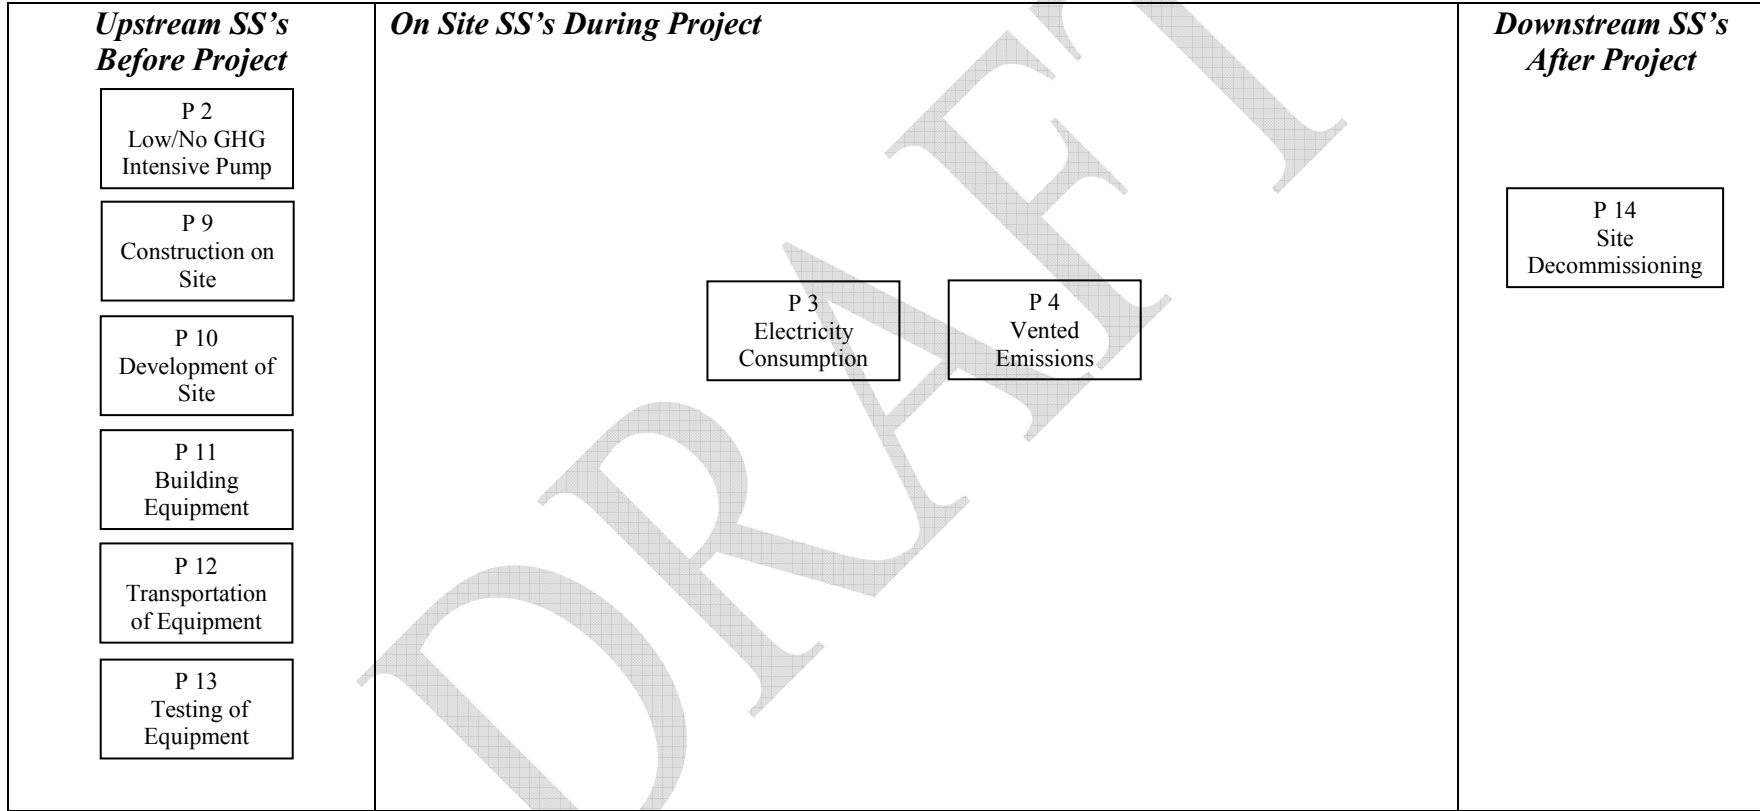 Upstream SS's
Before Project
P 2
Low/No GHG
Intensive Pump
P 9
Construction on
Site
P 10
Development of
Site
P 11
Building
Equipment
P 12
Transportation
of Equipment
P 13
Testing of
Equipment
On Site SS's During Project
P 3
Electricity
Consumption
P 4
Vented
Emissions
Downstream SS's
After Project
P 14
Site
Decommissioning
DRAFT